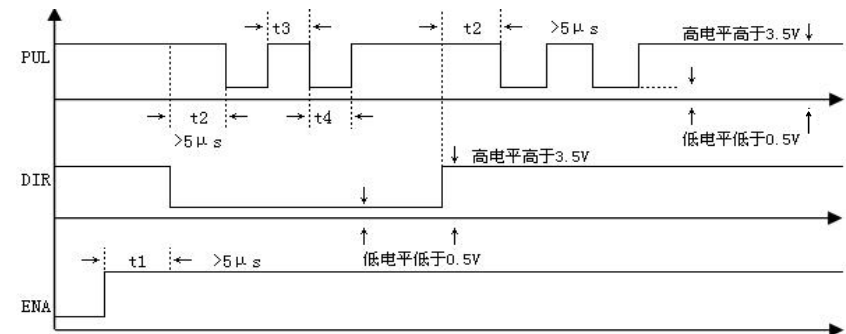 t3
t2 >5μs
高电平高于3.5V
PUL
t2
t4
>5μs
低电平低于0.5V
高电平高于3.5V
DIR
低电平低于0.5V
t1 >5μs
ENA